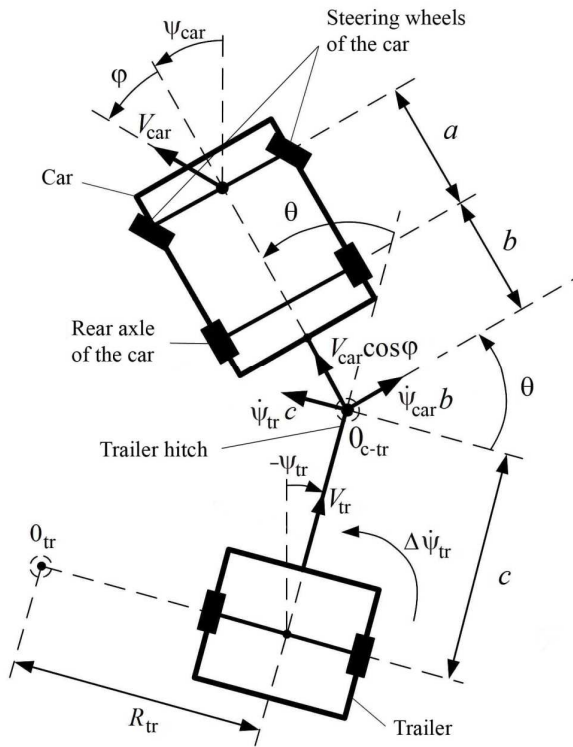 Ψcar
Steering wheels
of the car
φ
Vcar
a
Car
θ
b
Rear axle
of the car
Vcar cosφ
θ
ψ̇tr c
ψ̇car b
Trailer hitch
0c-tr
-Ψtr
Vtr
0tr
Δψ̇tr
c
Rtr
Trailer